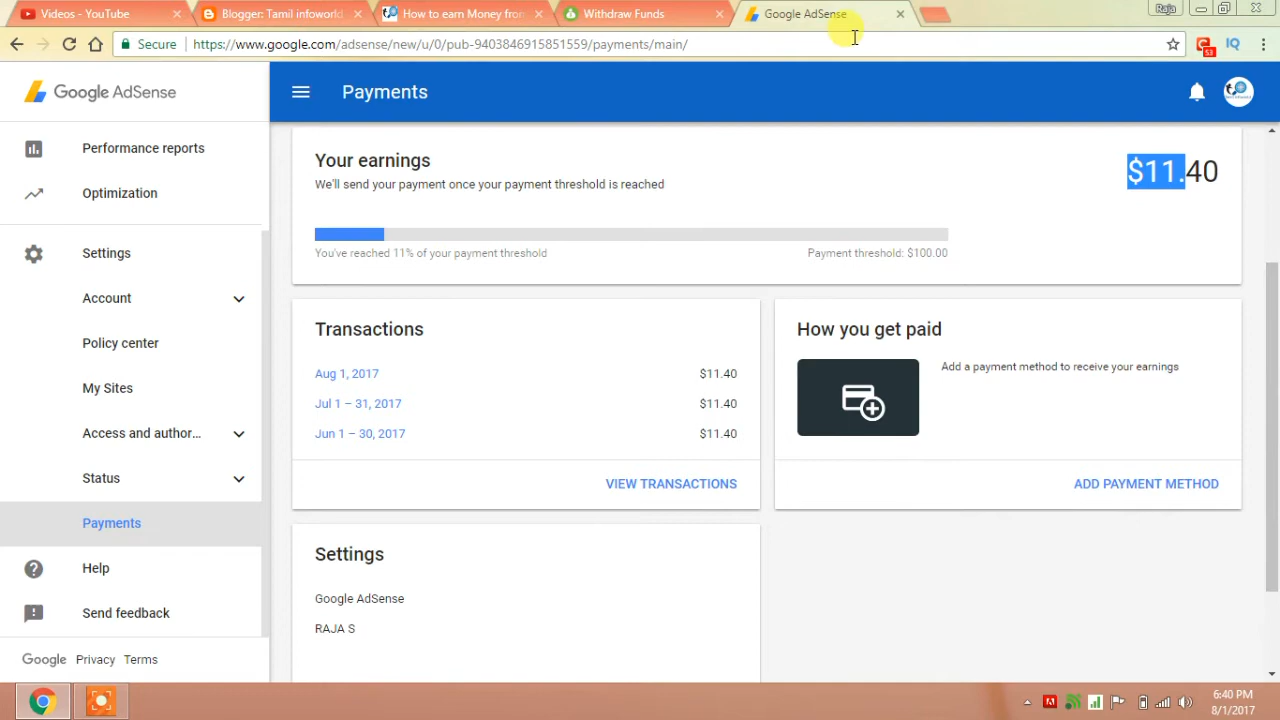 Videos - YouTube
Blogger: Tamil infoworld
How to earn Money from
Withdraw Funds
Google AdSense
Raja
Secure
https://www.google.com/adsense/new/u/0/pub-9403846915851559/payments/main/
53
IQ
Google AdSense
Payments
Performance reports
Optimization
Settings
Account
Policy center
My Sites
Access and author...
Status
Payments
Help
Send feedback
Google Privacy Terms
Your earnings
$11.40
We'll send your payment once your payment threshold is reached
You've reached 11% of your payment threshold
Payment threshold: $100.00
Transactions
Aug 1, 2017 $11.40
Jul 1 – 31, 2017 $11.40
Jun 1 – 30, 2017 $11.40
VIEW TRANSACTIONS
How you get paid
Add a payment method to receive your earnings
ADD PAYMENT METHOD
Settings
Google AdSense
RAJA S
6:40 PM
8/1/2017